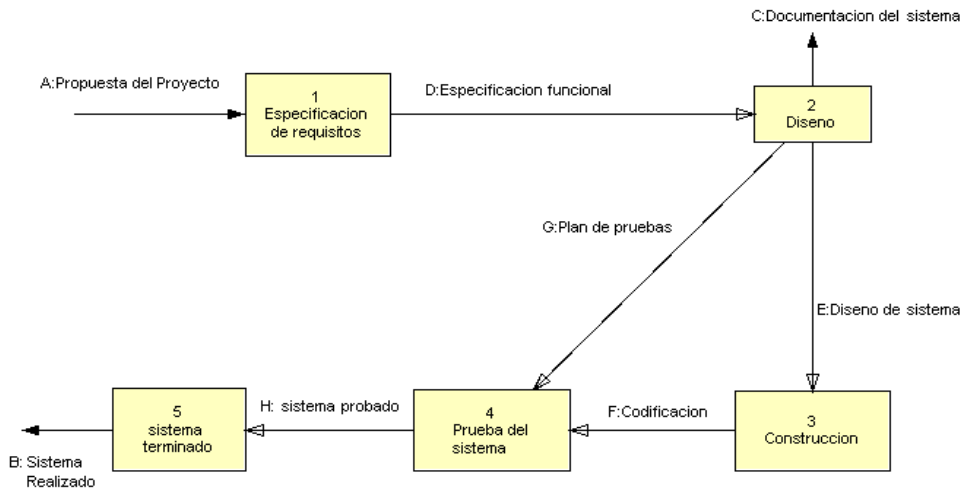 C:Documentacion del sistema
A:Propuesta del Proyecto
1
Especificacion
de requisitos
D:Especificacion funcional
2
Diseno
G:Plan de pruebas
E:Diseno de sistema
5
sistema
terminado
H: sistema probado
4
Prueba del
sistema
F:Codificacion
3
Construccion
B: Sistema
Realizado